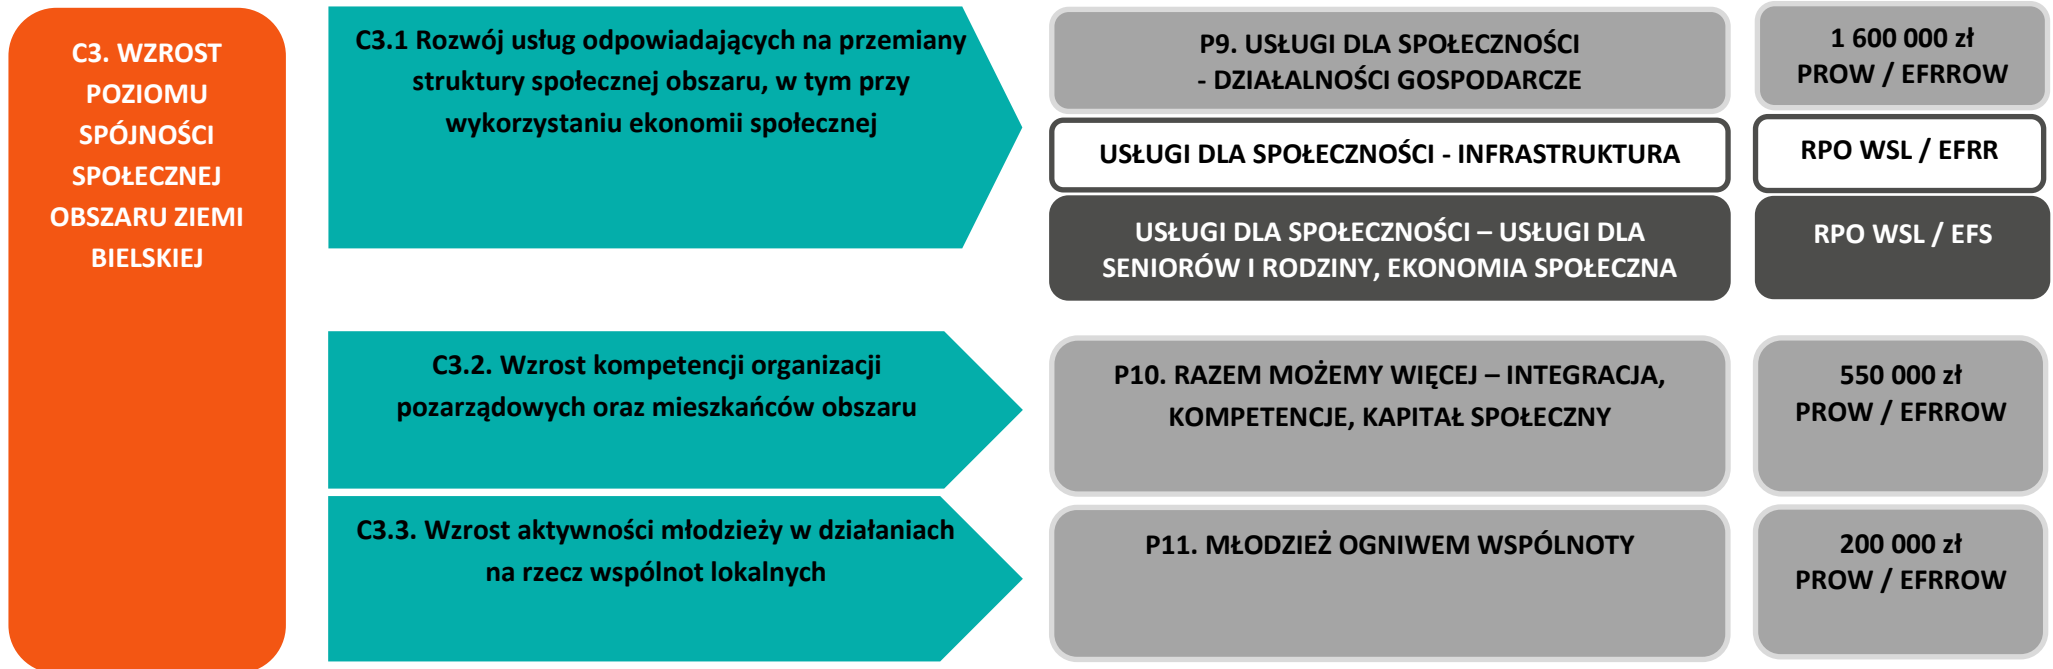 C3. WZROST
POZIOMU
SPÓJNOŚCI
SPOŁECZNEJ
OBSZARU ZIEMI
BIELSKIEJ
C3.1 Rozwój usług odpowiadających na przemiany
struktury społecznej obszaru, w tym przy
wykorzystaniu ekonomii społecznej
P9. USŁUGI DLA SPOŁECZNOŚCI
- DZIAŁALNOŚCI GOSPODARCZE
1 600 000 zł
PROW / EFRROW
USŁUGI DLA SPOŁECZNOŚCI - INFRASTRUKTURA
RPO WSL / EFRR
USŁUGI DLA SPOŁECZNOŚCI – USŁUGI DLA
SENIORÓW I RODZINY, EKONOMIA SPOŁECZNA
RPO WSL / EFS
C3.2. Wzrost kompetencji organizacji
pozarządowych oraz mieszkańców obszaru
P10. RAZEM MOŻEMY WIĘCEJ – INTEGRACJA,
KOMPETENCJE, KAPITAŁ SPOŁECZNY
550 000 zł
PROW / EFRROW
C3.3. Wzrost aktywności młodzieży w działaniach
na rzecz wspólnot lokalnych
P11. MŁODZIEŻ OGNIWEM WSPÓLNOTY
200 000 zł
PROW / EFRROW